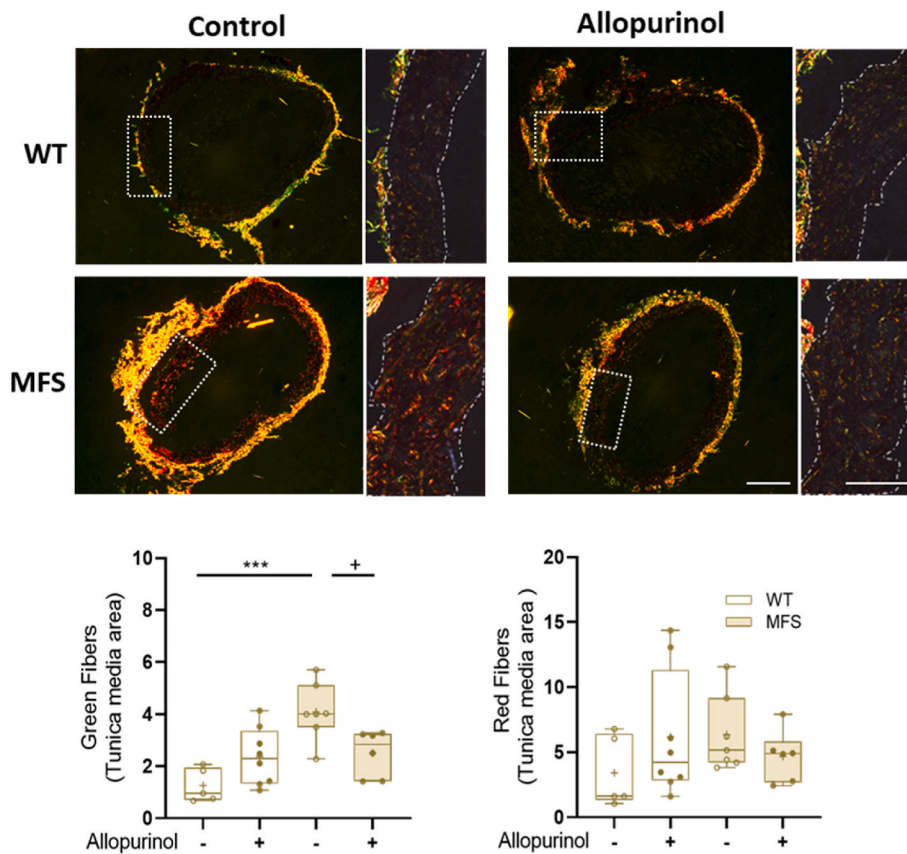 Control
Allopurinol
WT
MFS
10
8
6
4
2
0
Green Fibers
(Tunica media area)
***
+
Allopurinol - + - +
20
15
10
5
0
Red Fibers
(Tunica media area )
WT
MFS
Allopurinol - + - +